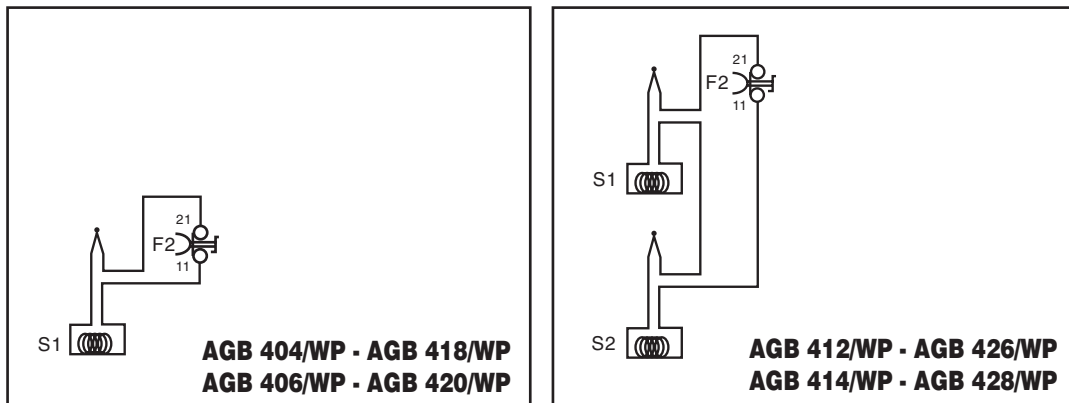 21
F2
11
S1
AGB 404/WP - AGB 418/WP
AGB 406/WP - AGB 420/WP
21
F2
11
S1
S2
AGB 412/WP - AGB 426/WP
AGB 414/WP - AGB 428/WP